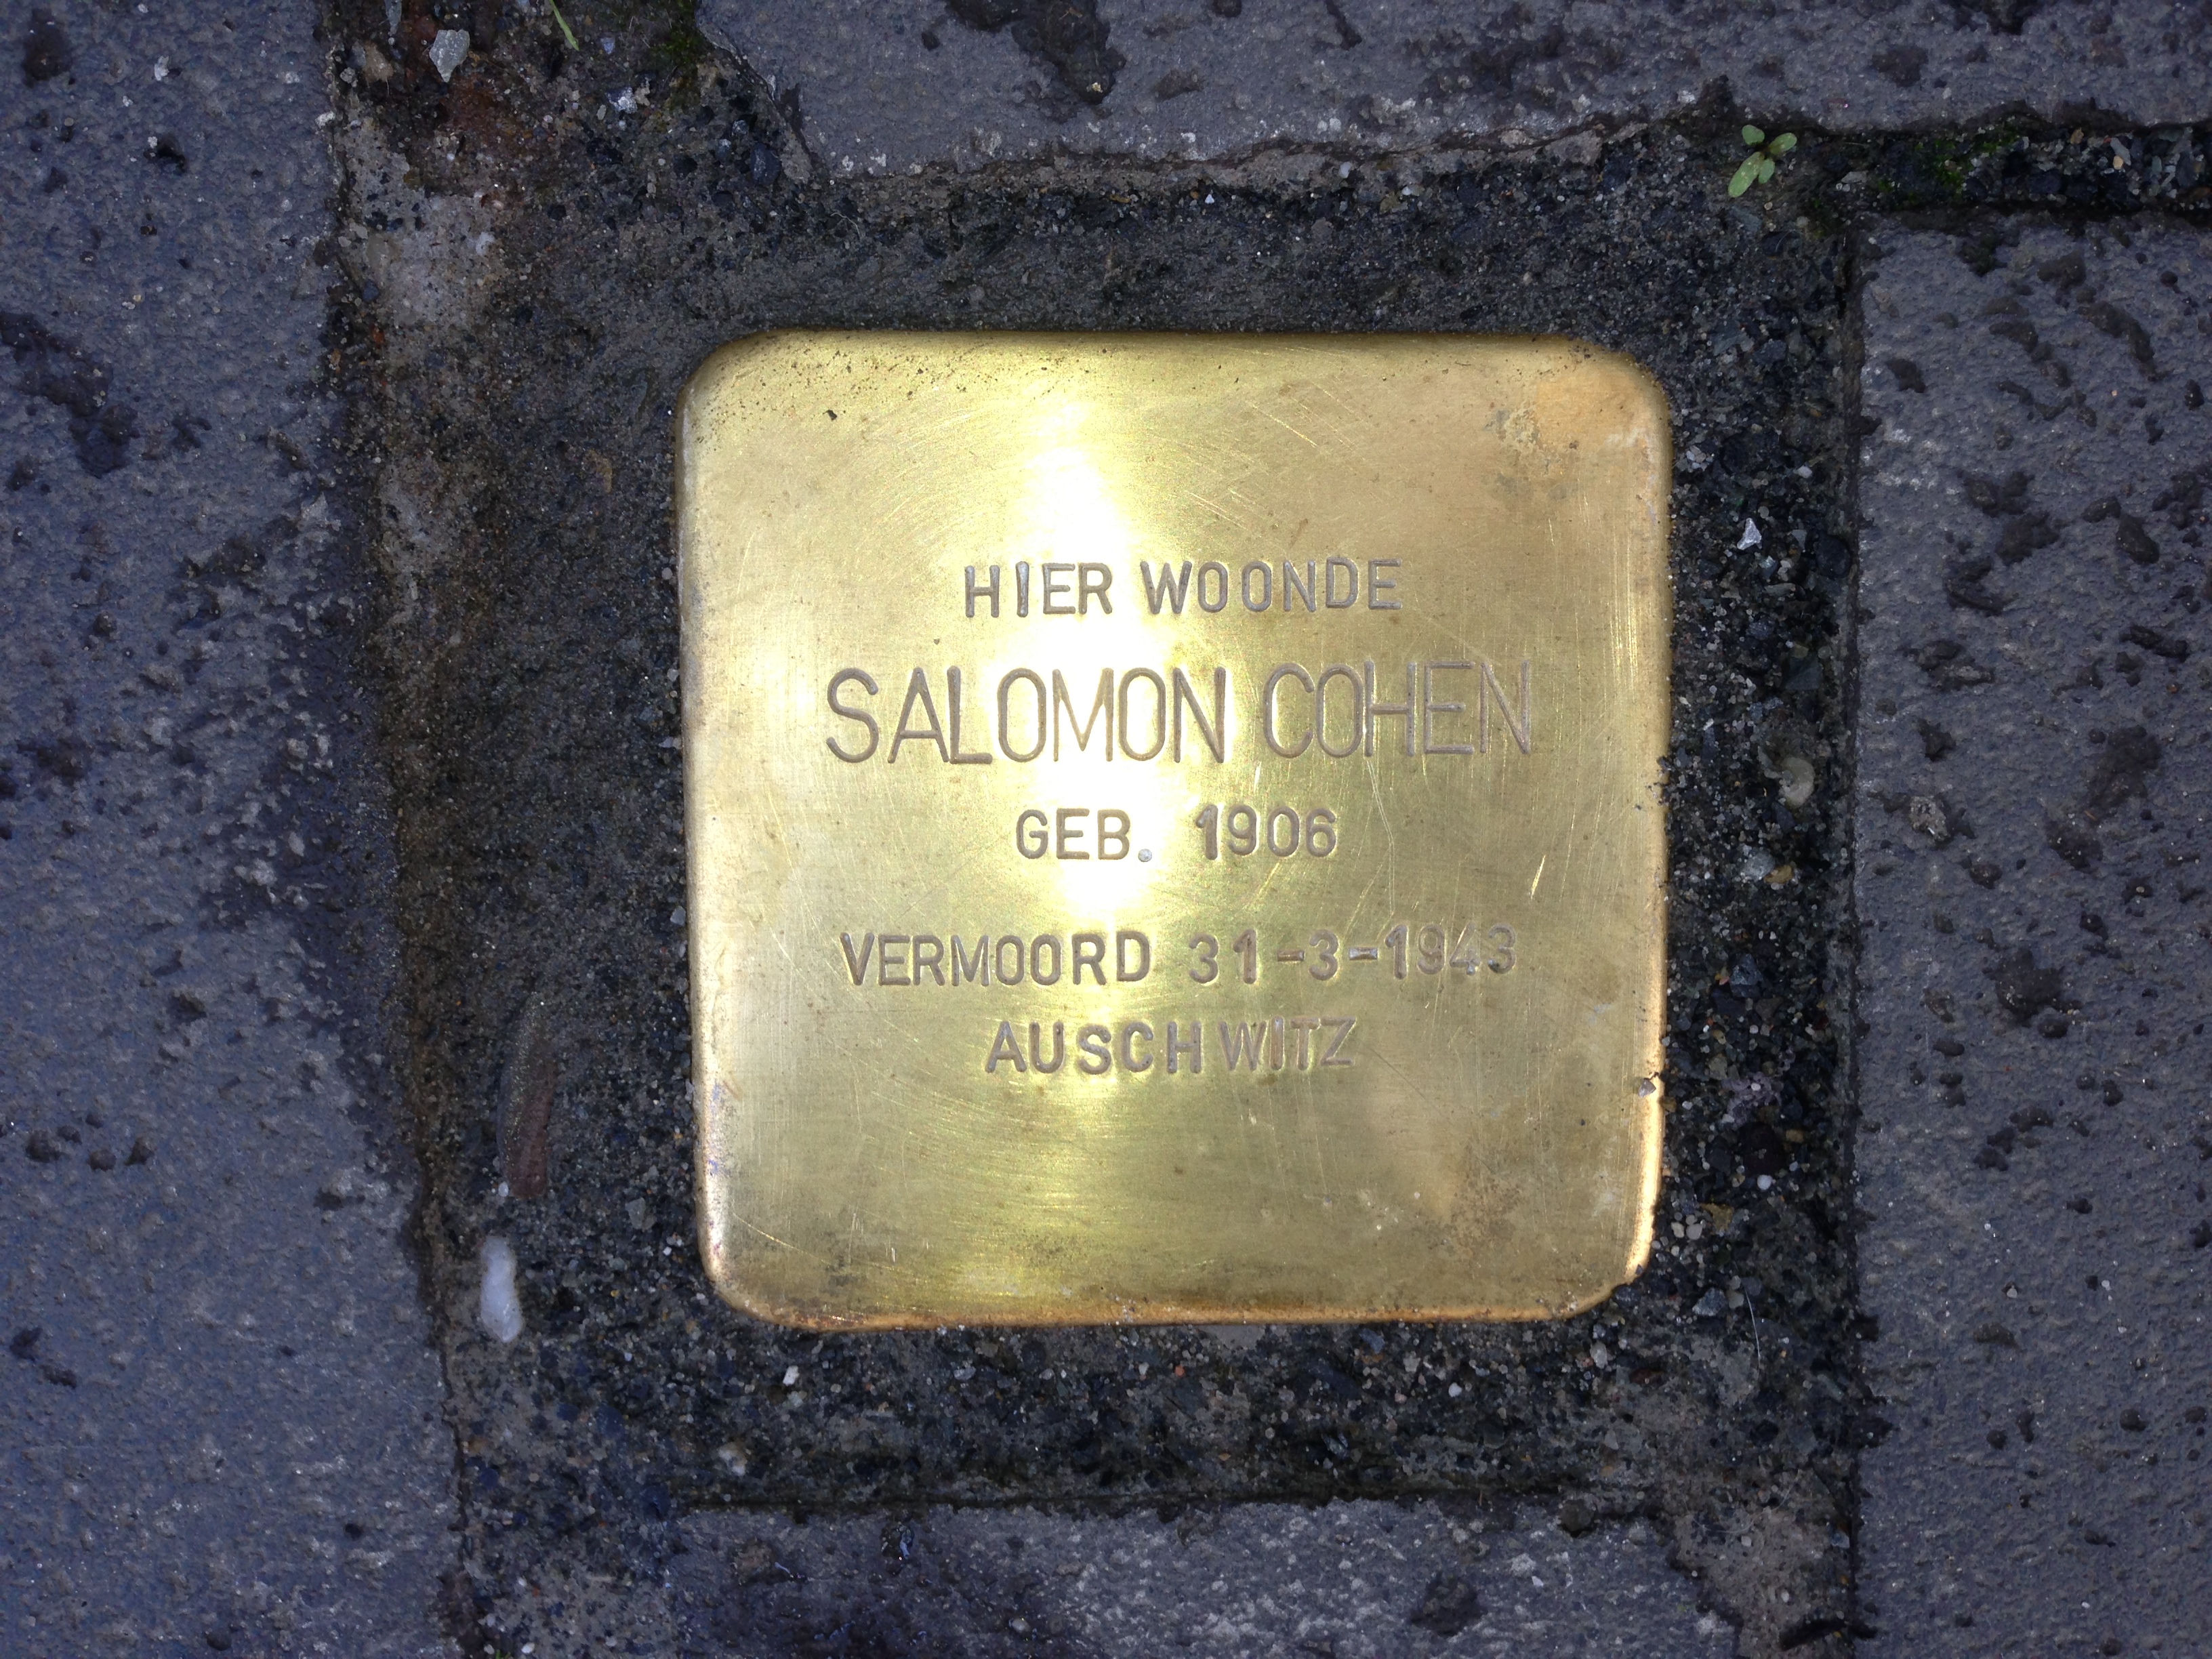 HIER WOONDE
SALOMON COHEN
GEB. 1906
VERMOORD 31-3-1943
AUSCHWITZ